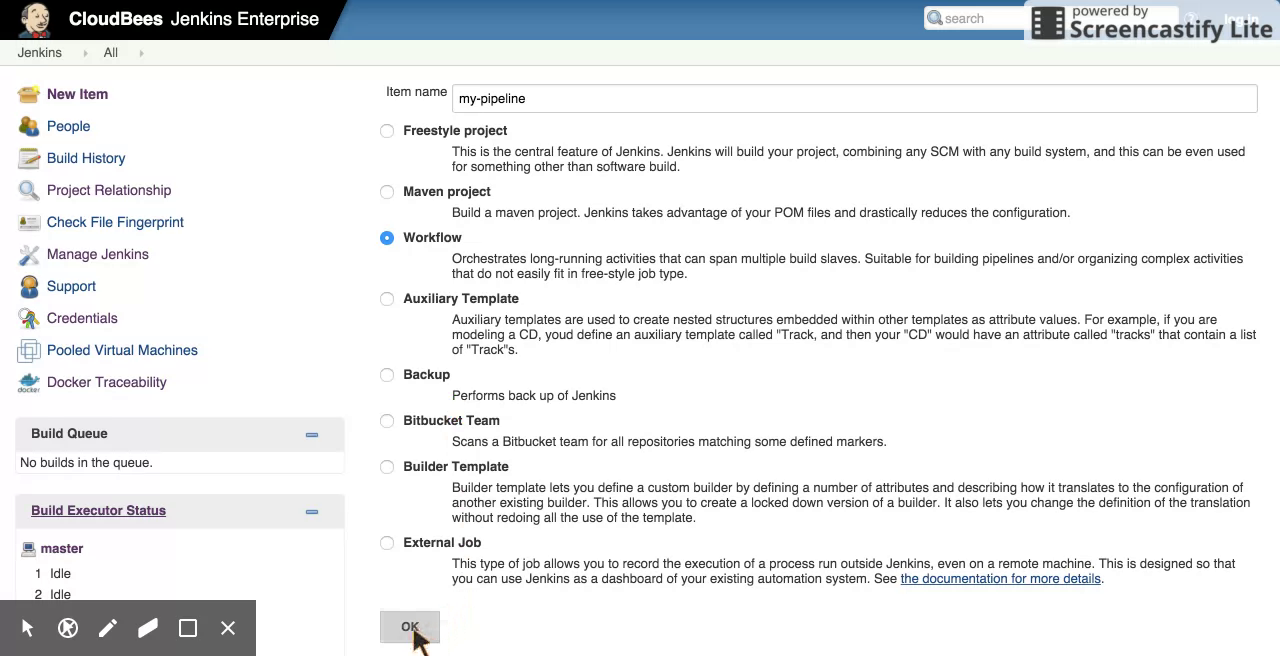 CloudBees Jenkins Enterprise
search
powered by
Screencastify Lite
Jenkins
All
New Item
People
Build History
Project Relationship
Check File Fingerprint
Manage Jenkins
Support
Credentials
Pooled Virtual Machines
docker
Docker Traceability
Build Queue
No builds in the queue.
Build Executor Status
master
1 Idle
2 Idle
Item name
my-pipeline
Freestyle project
This is the central feature of Jenkins. Jenkins will build your project, combining any SCM with any build system, and this can be even used
for something other than software build.
Maven project
Build a maven project. Jenkins takes advantage of your POM files and drastically reduces the configuration.
Workflow
Orchestrates long-running activities that can span multiple build slaves. Suitable for building pipelines and/or organizing complex activities
that do not easily fit in free-style job type.
Auxiliary Template
Auxiliary templates are used to create nested structures embedded within other templates as attribute values. For example, if you are
modeling a CD, youd define an auxiliary template called "Track, and then your "CD" would have an attribute called "tracks" that contain a list
of "Track"s.
Backup
Performs back up of Jenkins
Bitbucket Team
Scans a Bitbucket team for all repositories matching some defined markers.
Builder Template
Builder template lets you define a custom builder by defining a number of attributes and describing how it translates to the configuration of
another existing builder. This allows you to create a locked down version of a builder. It also lets you change the definition of the translation
without redoing all the use of the template.
External Job
This type of job allows you to record the execution of a process run outside Jenkins, even on a remote machine. This is designed so that
you can use Jenkins as a dashboard of your existing automation system. See the documentation for more details.
OK